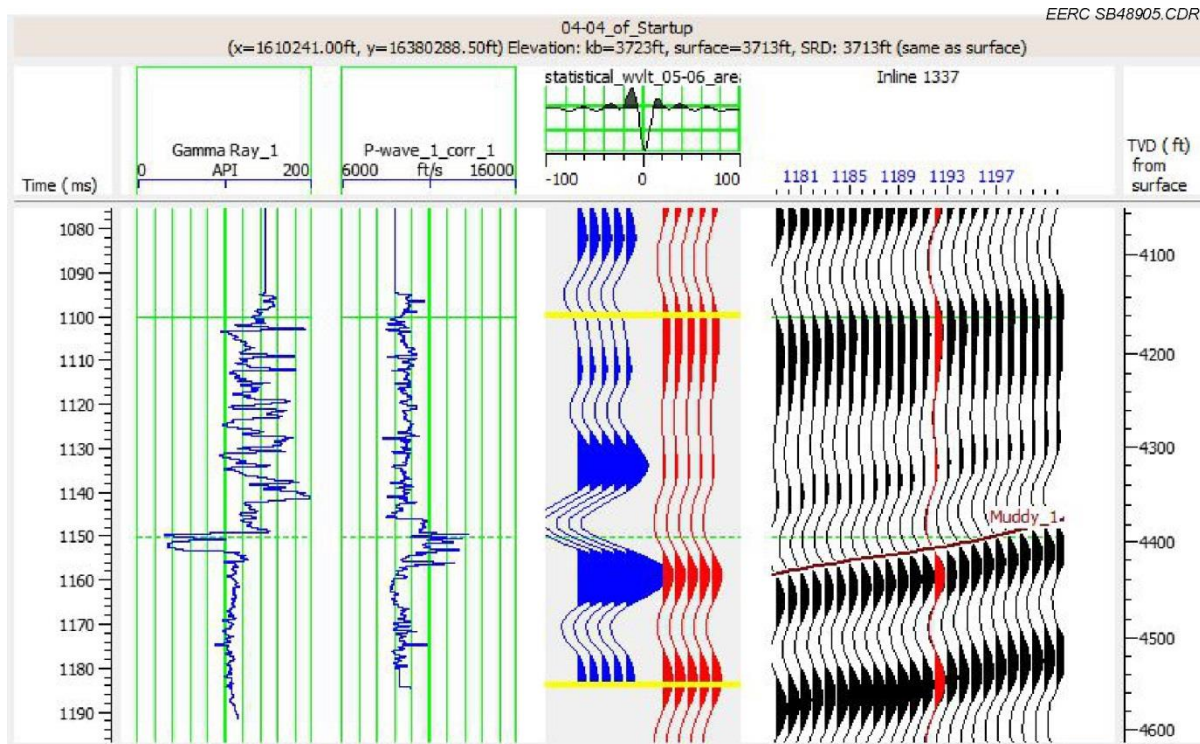 EERC SB48905.CDR
04-04_of_Startup
(x=1610241.00ft, y=16380288.50ft) Elevation: kb=3723ft, surface=3713ft, SRD: 3713ft (same as surface)
statistical_wvlt_05-06_area
Inline 1337
Gamma Ray_1
0 API 200
P-wave_1_corr_1
6000 ft/s 16000
-100 0 100
1181 1185 1189 1193 1197
Time (ms)
TVD (ft)
from
surface
1080
1090
1100
1110
1120
1130
1140
1150
1160
1170
1180
1190
Muddy_1
4100
4200
4300
4400
4500
4600